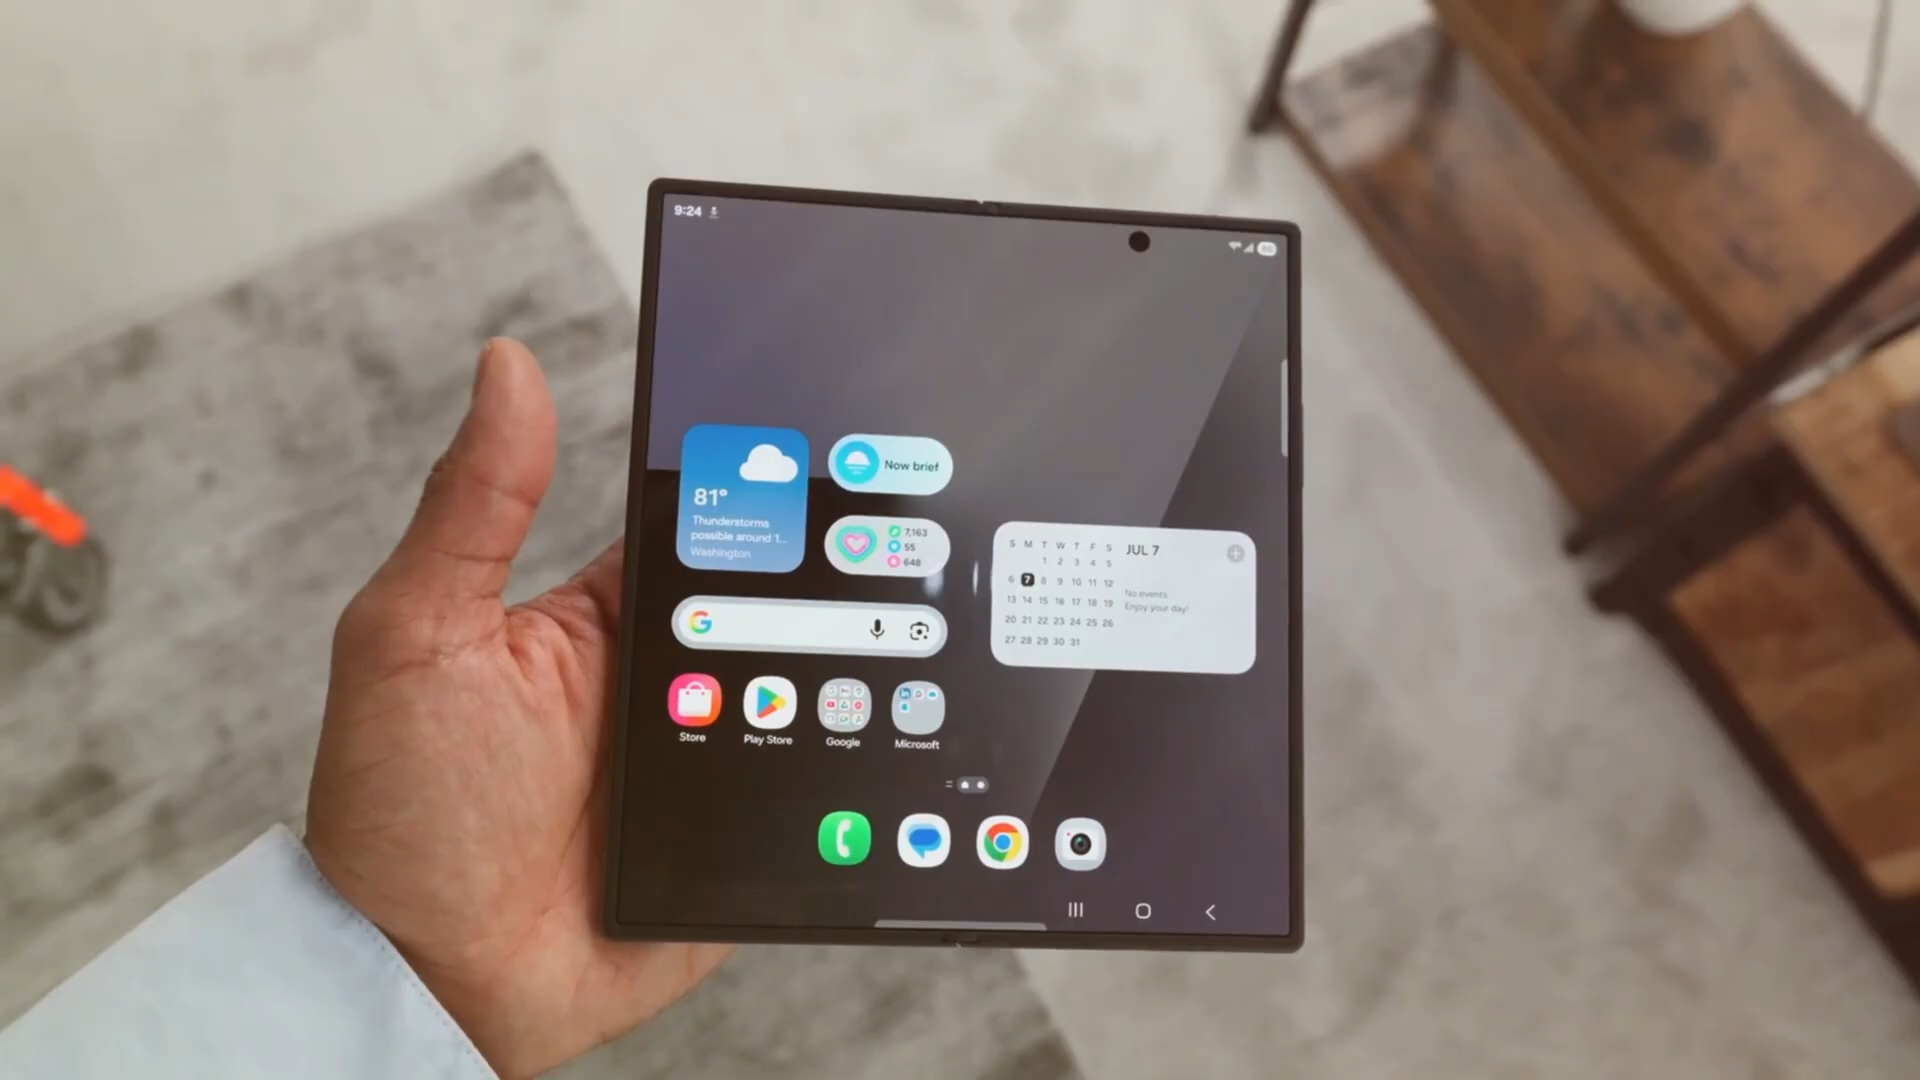 9:24
81°
Thunderstorms
possible around 1...
Washington
Now brief
7,163
55
648
S M T W T F S
1 2 3 4 5
6 7 8 9 10 11 12
13 14 15 16 17 18 19
20 21 22 23 24 25 26
27 28 29 30 31
JUL 7
No events
Enjoy your day!
Store
Play Store
Google
Microsoft